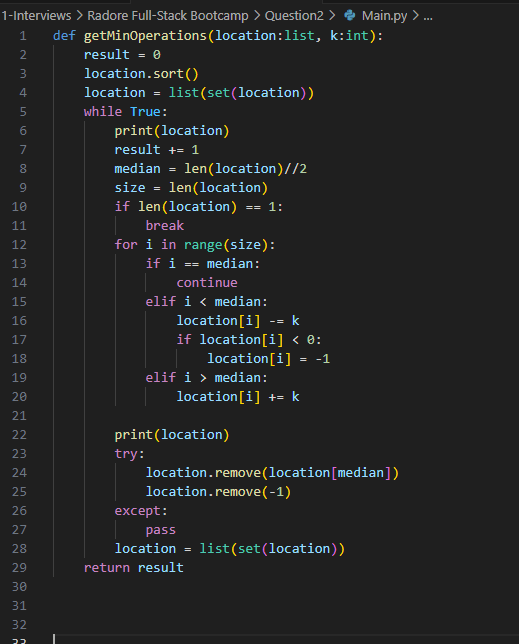 1-Interviews > Radore Full-Stack Bootcamp > Question2 > Main.py > ...
1 def getMinOperations(location:list, k:int):
2     result = 0
3     location.sort()
4     location = list(set(location))
5     while True:
6         print(location)
7         result += 1
8         median = len(location)//2
9         size = len(location)
10         if len(location) == 1:
11             break
12         for i in range(size):
13             if i == median:
14                 continue
15             elif i < median:
16                 location[i] -= k
17                 if location[i] < 0:
18                     location[i] = -1
19             elif i > median:
20                 location[i] += k
21
22         print(location)
23         try:
24             location.remove(location[median])
25             location.remove(-1)
26         except:
27             pass
28         location = list(set(location))
29     return result
30
31
32
33